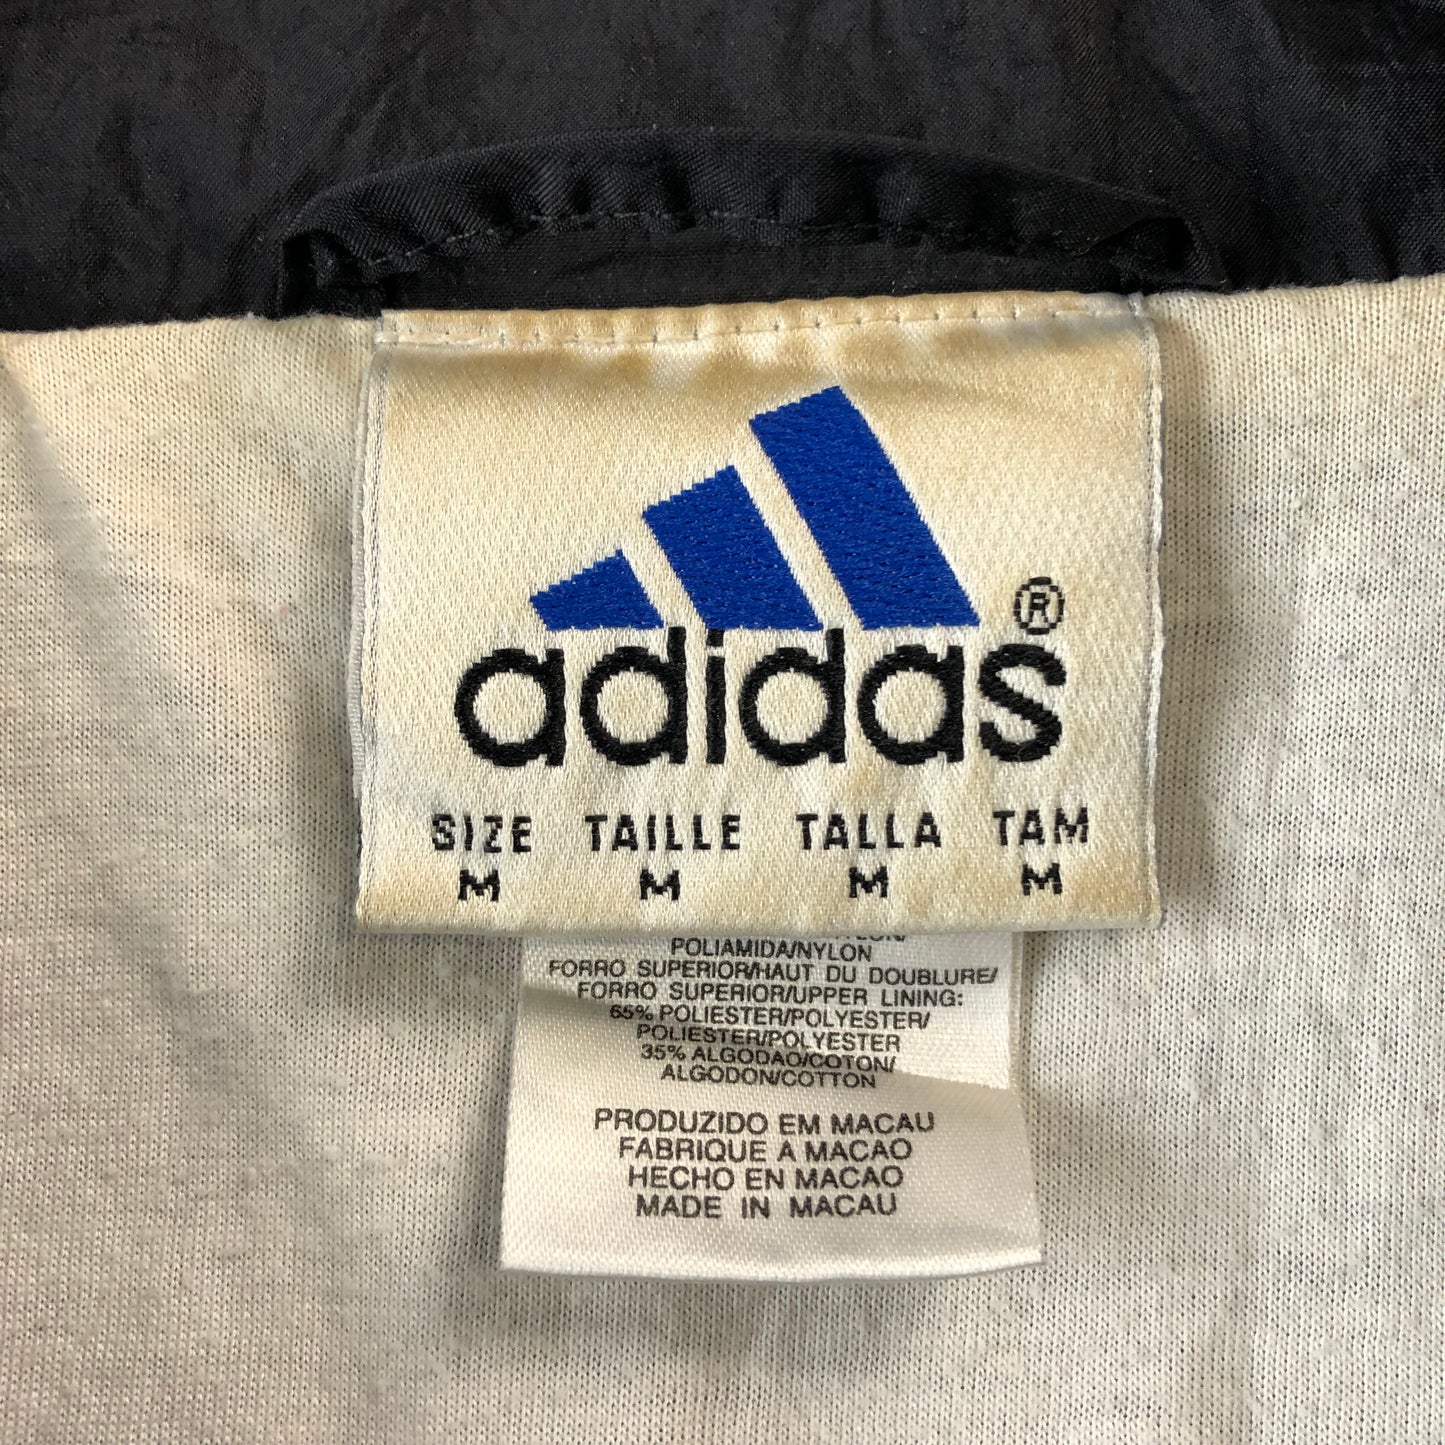 adidas®
SIZE TAILLE TALLA TAM
M M M M
POLIAMIDA/NYLON
FORRO SUPERIOR/HAUT DU DOUBLURE/
FORRO SUPERIOR/UPPER LINING:
65% POLIESTER/POLYESTER/
POLIESTER/POLYESTER
35% ALGODAO/COTON/
ALGODON/COTTON
PRODUZIDO EM MACAU
FABRIQUE A MACAO
HECHO EN MACAO
MADE IN MACAU